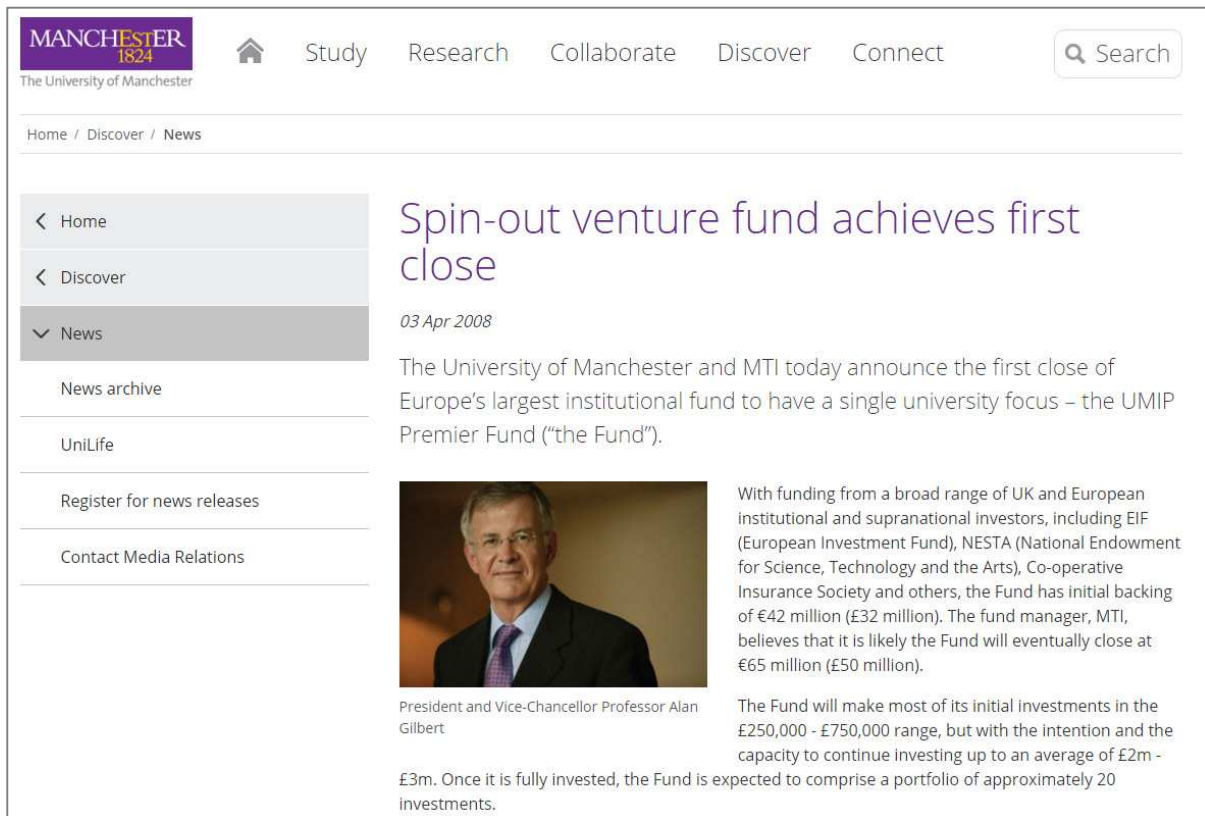 MANCHESTER
1824
The University of Manchester
Study Research Collaborate Discover Connect Search
Home / Discover / News
Home
Discover
News
News archive
UniLife
Register for news releases
Contact Media Relations
Spin-out venture fund achieves first
close
03 Apr 2008
The University of Manchester and MTI today announce the first close of
Europe’s largest institutional fund to have a single university focus – the UMIP
Premier Fund (“the Fund”).
President and Vice-Chancellor Professor Alan
Gilbert
With funding from a broad range of UK and European
institutional and supranational investors, including EIF
(European Investment Fund), NESTA (National Endowment
for Science, Technology and the Arts), Co-operative
Insurance Society and others, the Fund has initial backing
of €42 million (£32 million). The fund manager, MTI,
believes that it is likely the Fund will eventually close at
€65 million (£50 million).
The Fund will make most of its initial investments in the
£250,000 - £750,000 range, but with the intention and the
capacity to continue investing up to an average of £2m -
£3m. Once it is fully invested, the Fund is expected to comprise a portfolio of approximately 20
investments.